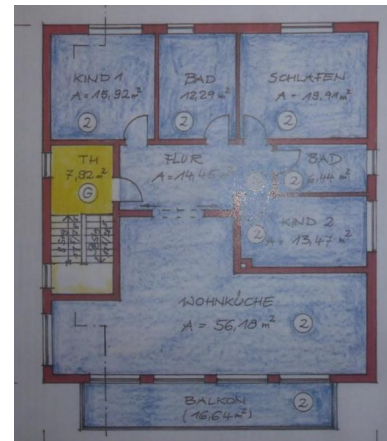 KIND 1
A = 15,92 m²
2
BAD
12,29 m²
2
SCHLAFEN
A = 19,91 m²
2
TH
7,82 m²
G
FLUR
A = 14,45 m²
2
BAD
6,44 m²
2
KIND 2
A = 13,47 m²
2
WOHNKÜCHE
A = 56,18 m²
2
BALKON
(16,64 m²)
2